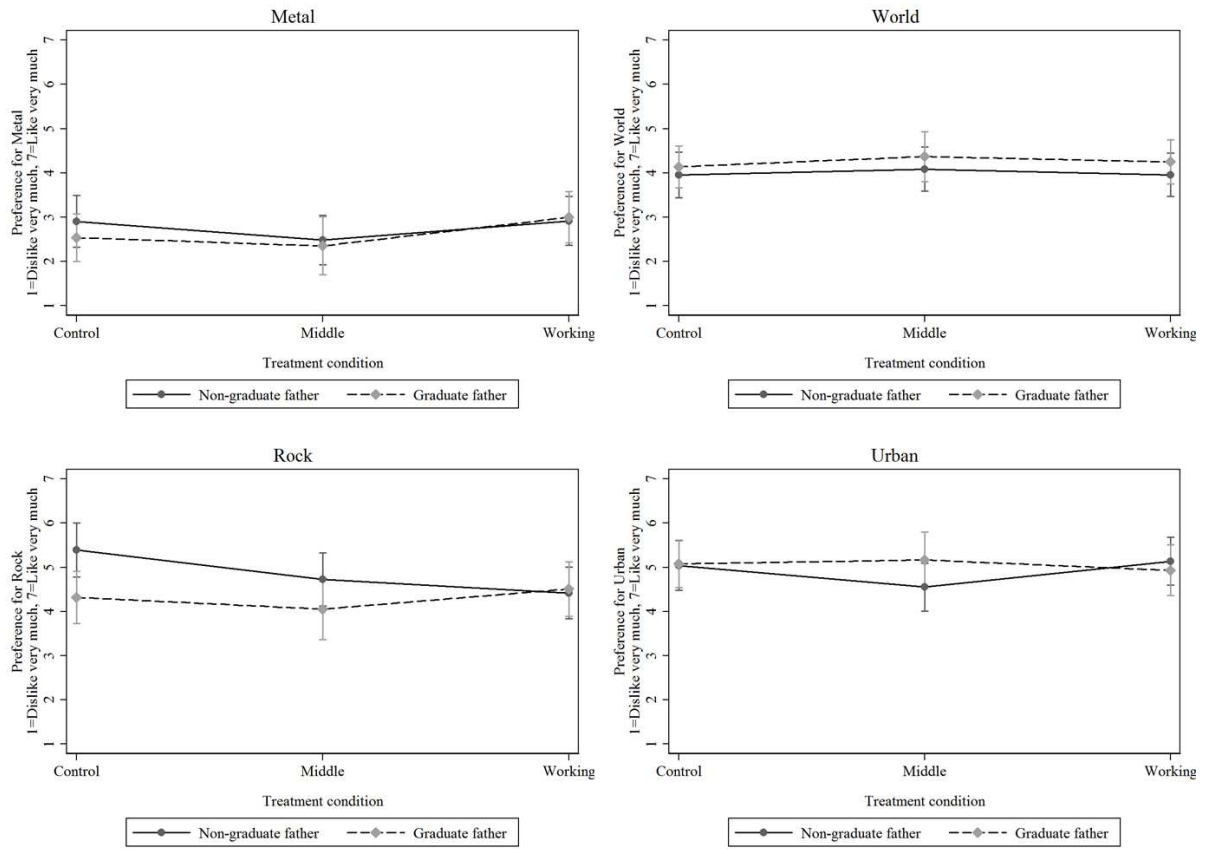 Metal
Preference for Metal
1=Dislike very much, 7=Like very much
7
6
5
4
3
2
1
Control Middle Working
Treatment condition
Non-graduate father Graduate father
World
Preference for World
1=Dislike very much, 7=Like very much
7
6
5
4
3
2
1
Control Middle Working
Treatment condition
Non-graduate father Graduate father
Rock
Preference for Rock
1=Dislike very much, 7=Like very much
7
6
5
4
3
2
1
Control Middle Working
Treatment condition
Non-graduate father Graduate father
Urban
Preference for Urban
1=Dislike very much, 7=Like very much
7
6
5
4
3
2
1
Control Middle Working
Treatment condition
Non-graduate father Graduate father